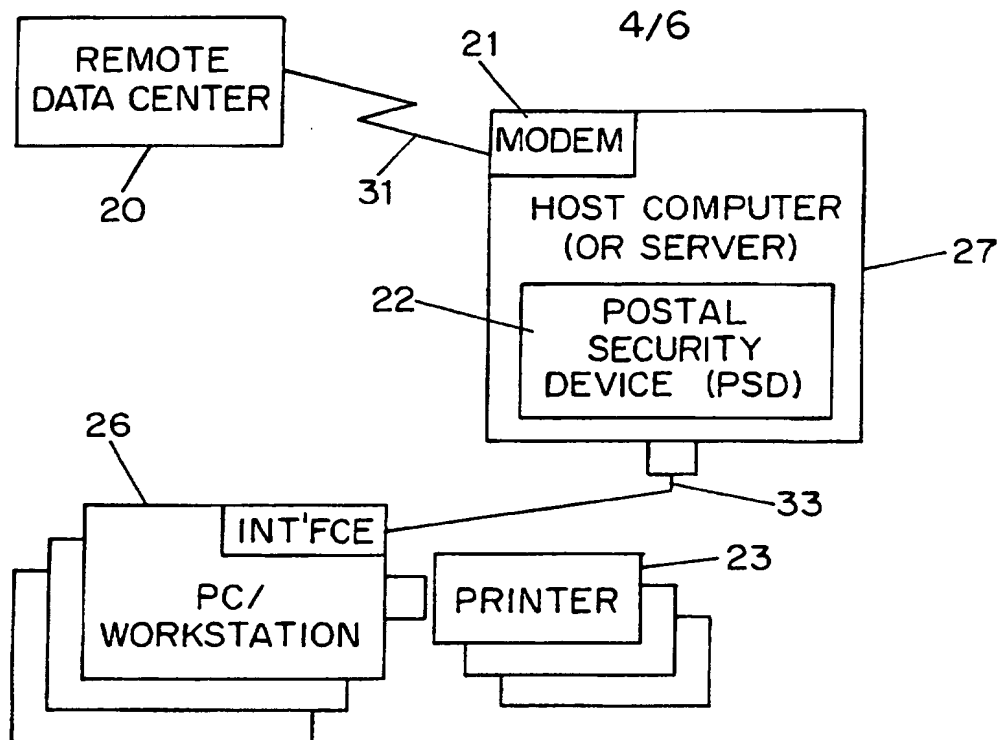 4/6
REMOTE
DATA CENTER
20
31
21
MODEM
HOST COMPUTER
(OR SERVER)
27
22
POSTAL
SECURITY
DEVICE (PSD)
33
26
INT'FCE
PC/
WORKSTATION
23
PRINTER